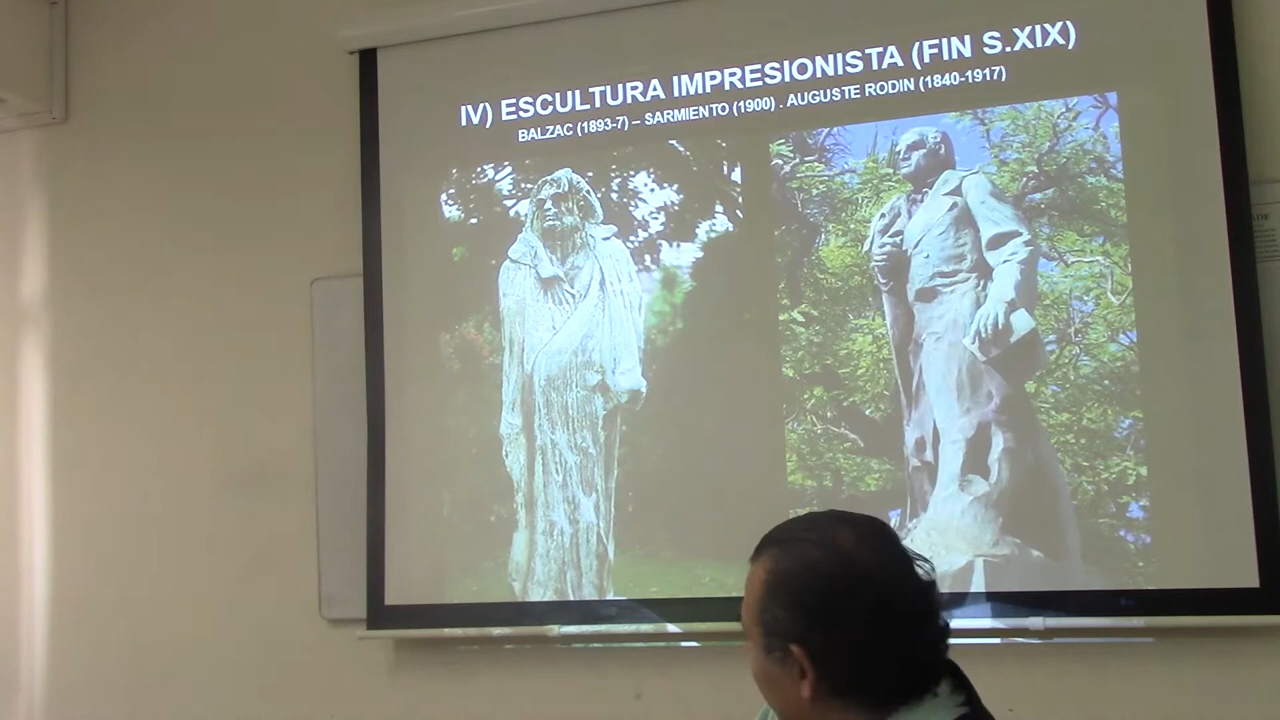 IV) ESCULTURA IMPRESIONISTA (FIN S.XIX)
BALZAC (1893-7) – SARMIENTO (1900) . AUGUSTE RODIN (1840-1917)